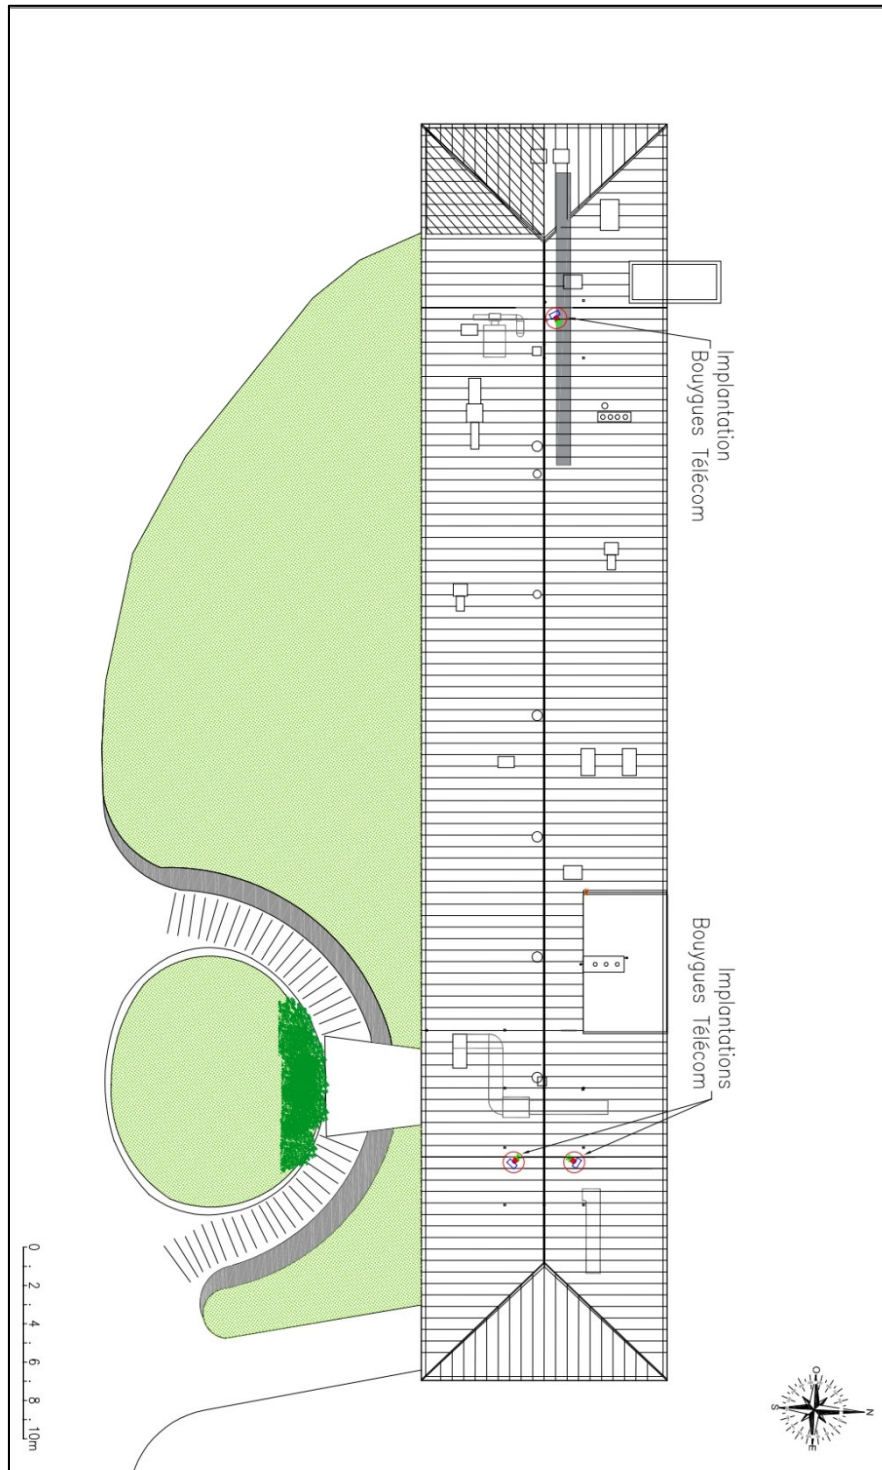 Implantation
Bouygues Télécom
Implantations
Bouygues Télécom
0 2 4 6 8 10m
O
N
S
E